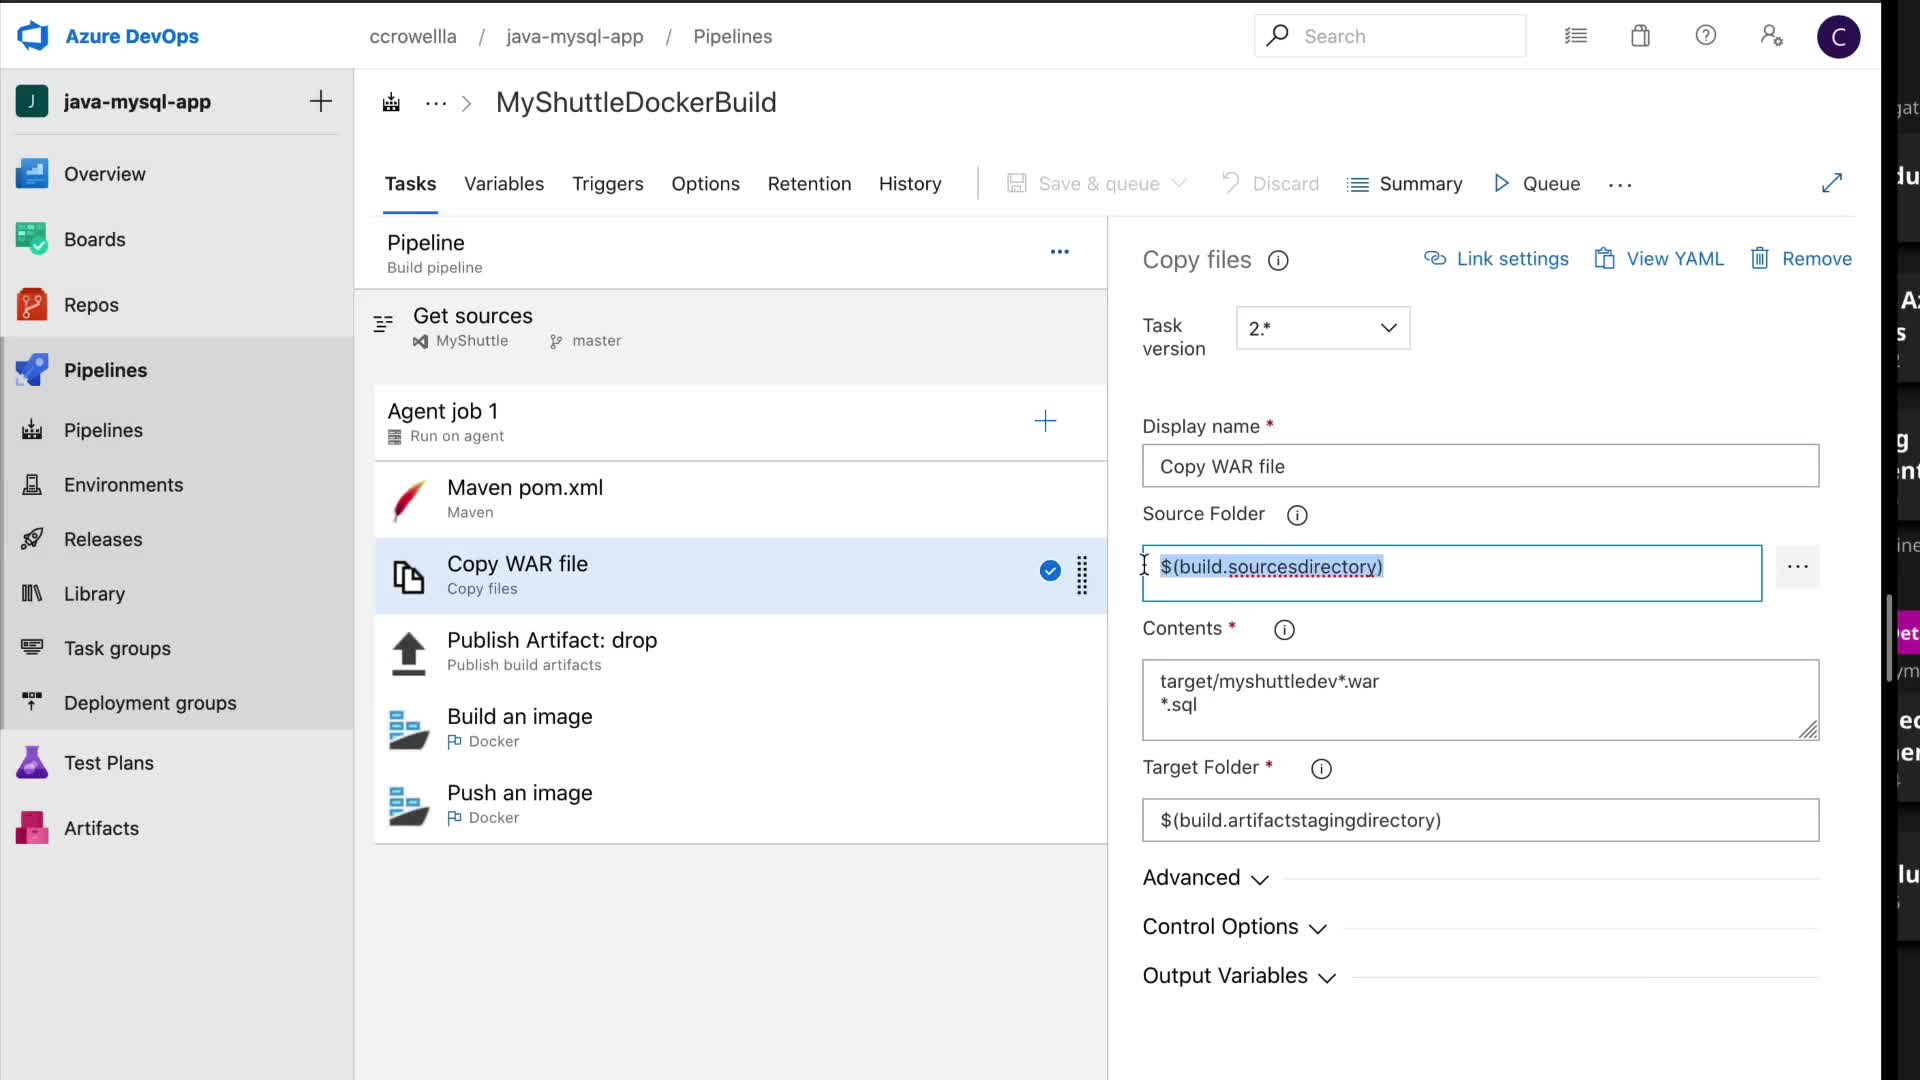 Azure DevOps
ccrowellla / java-mysql-app / Pipelines
Search
C
J java-mysql-app
Overview
Boards
Repos
Pipelines
Pipelines
Environments
Releases
Library
Task groups
Deployment groups
Test Plans
Artifacts
... > MyShuttleDockerBuild
Tasks Variables Triggers Options Retention History Save & queue Discard Summary Queue ...
Pipeline
Build pipeline
Get sources
MyShuttle master
Agent job 1
Run on agent
Maven pom.xml
Maven
Copy WAR file
Copy files
Publish Artifact: drop
Publish build artifacts
Build an image
Docker
Push an image
Docker
Copy files Link settings View YAML Remove
Task version 2.*
Display name *
Copy WAR file
Source Folder
$(build.sourcesdirectory)
Contents *
target/myshuttledev*.war
*.sql
Target Folder *
$(build.artifactstagingdirectory)
Advanced
Control Options
Output Variables